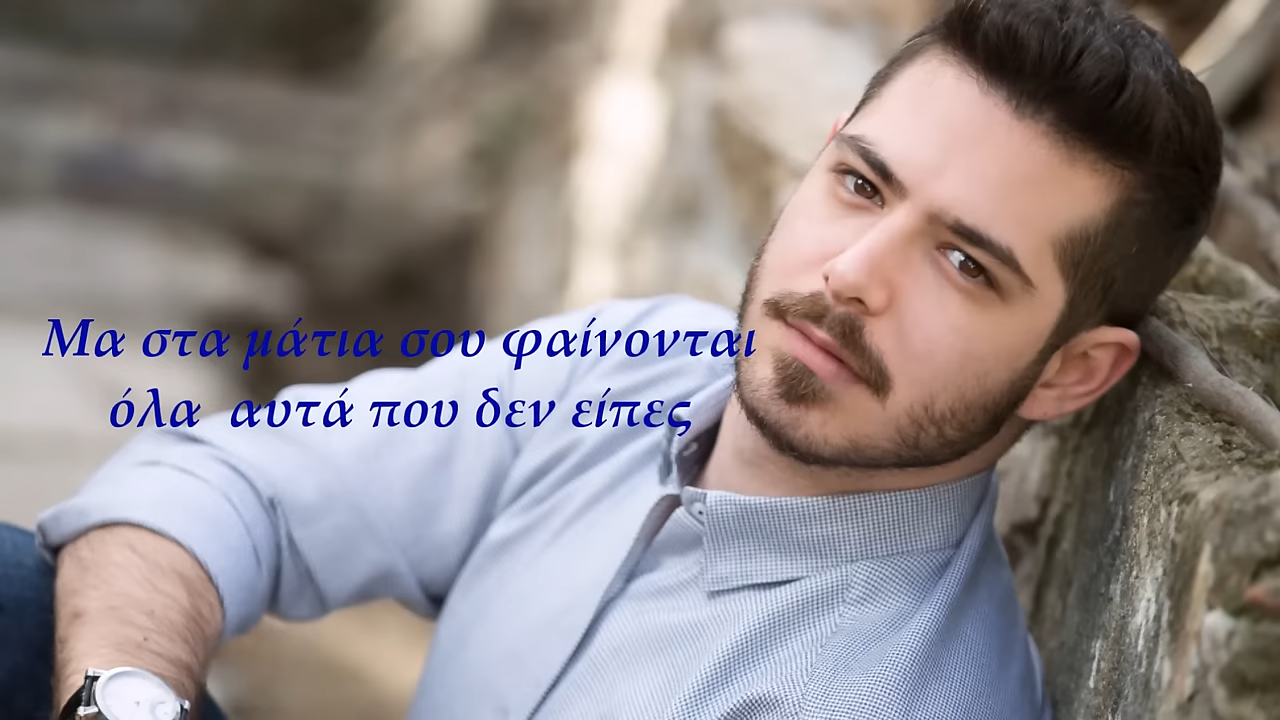 Μα στα μάτια σου φαίνονται
όλα αυτά που δεν είπες